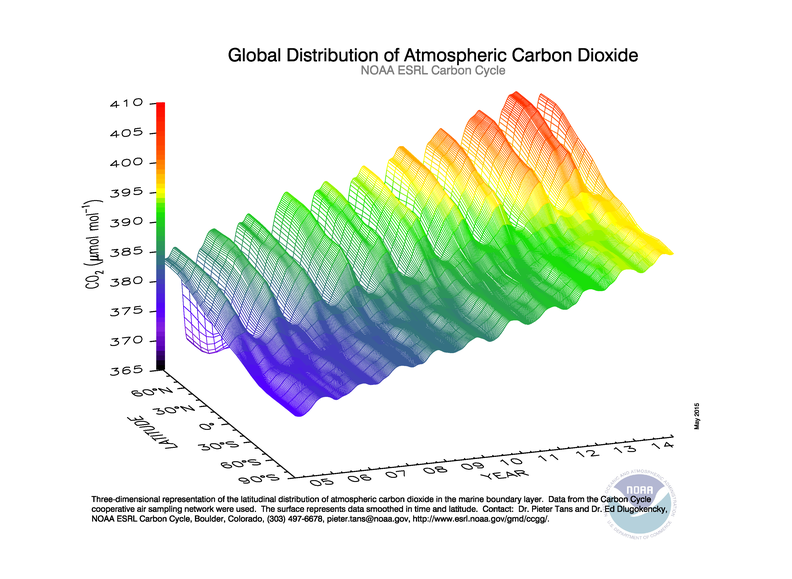 Global Distribution of Atmospheric Carbon Dioxide
NOAA ESRL Carbon Cycle
410
405
400
395
390
385
380
375
370
365
CO2 (µmol mol⁻¹)
60°N
30°N
0°
30°S
60°S
90°S
LATITUDE
05 06 07 08 09 10 11 12 13 14
YEAR
May 2015
NOAA
U.S. DEPARTMENT OF COMMERCE
Three-dimensional representation of the latitudinal distribution of atmospheric carbon dioxide in the marine boundary layer. Data from the Carbon Cycle
cooperative air sampling network were used. The surface represents data smoothed in time and latitude. Contact: Dr. Pieter Tans and Dr. Ed Dlugokencky,
NOAA ESRL Carbon Cycle, Boulder, Colorado, (303) 497-6678, pieter.tans@noaa.gov, http://www.esrl.noaa.gov/gmd/ccgg/.